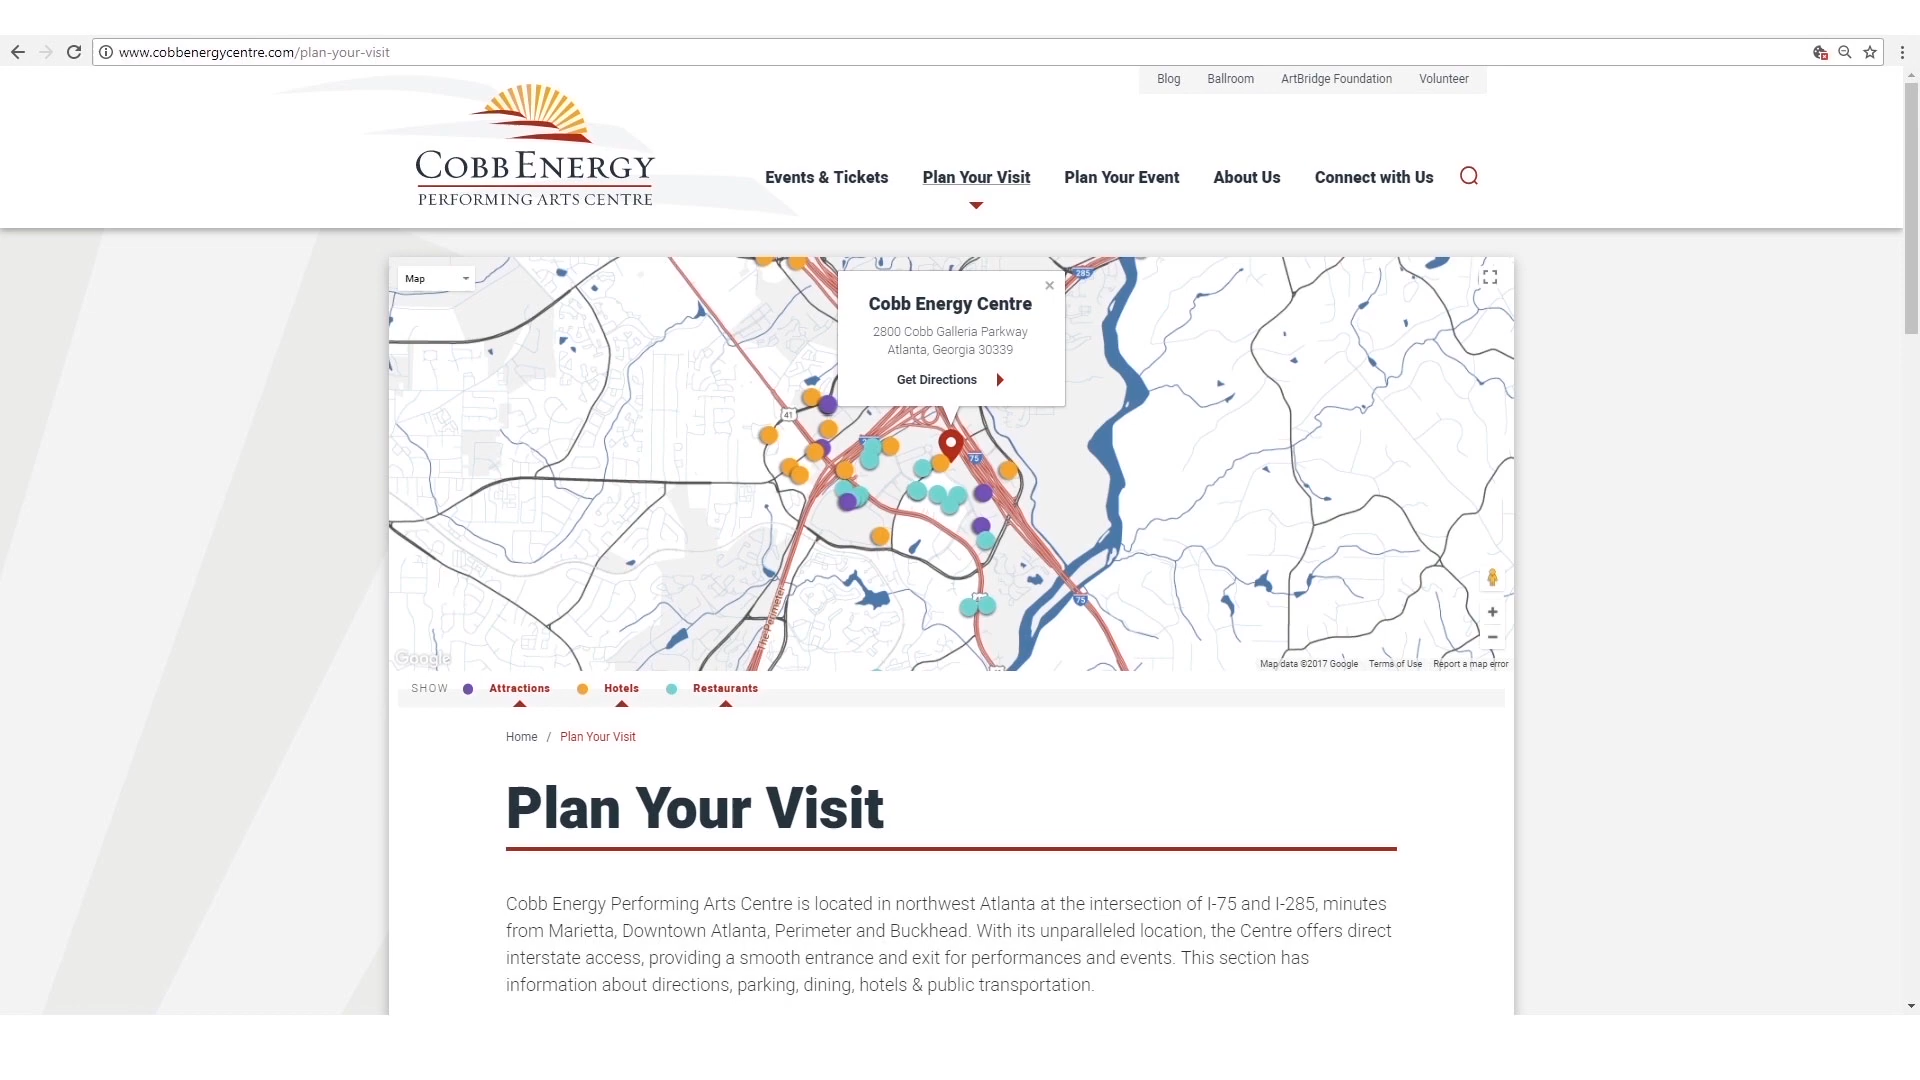 www.cobbenergycentre.com/plan-your-visit
Blog Ballroom ArtBridge Foundation Volunteer
COBB ENERGY
PERFORMING ARTS CENTRE
Events & Tickets Plan Your Visit Plan Your Event About Us Connect with Us
Map
285
Cobb Energy Centre
2800 Cobb Galleria Parkway
Atlanta, Georgia 30339
Get Directions
41
75
75
The Perimeter
Google
Map data ©2017 Google Terms of Use Report a map error
SHOW Attractions Hotels Restaurants
Home / Plan Your Visit
Plan Your Visit
Cobb Energy Performing Arts Centre is located in northwest Atlanta at the intersection of I-75 and I-285, minutes
from Marietta, Downtown Atlanta, Perimeter and Buckhead. With its unparalleled location, the Centre offers direct
interstate access, providing a smooth entrance and exit for performances and events. This section has
information about directions, parking, dining, hotels & public transportation.